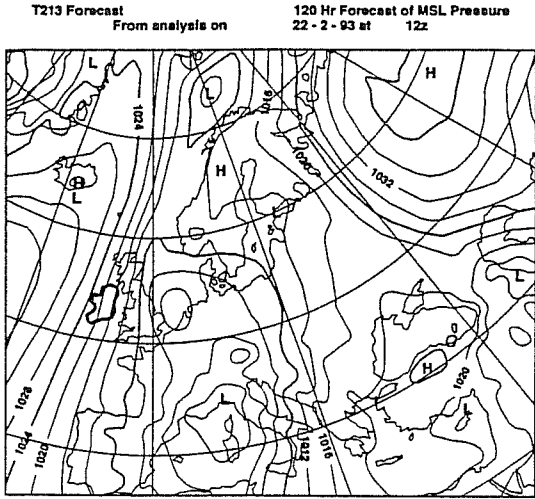 T213 Forecast 120 Hr Forecast of MSL Pressure
From analysis on 22 - 2 - 93 at 12z
L
L
H
1024
1016
1020
H
1032
L
L
H
L
1020
L
L
1028
1024
1020
1012
1016